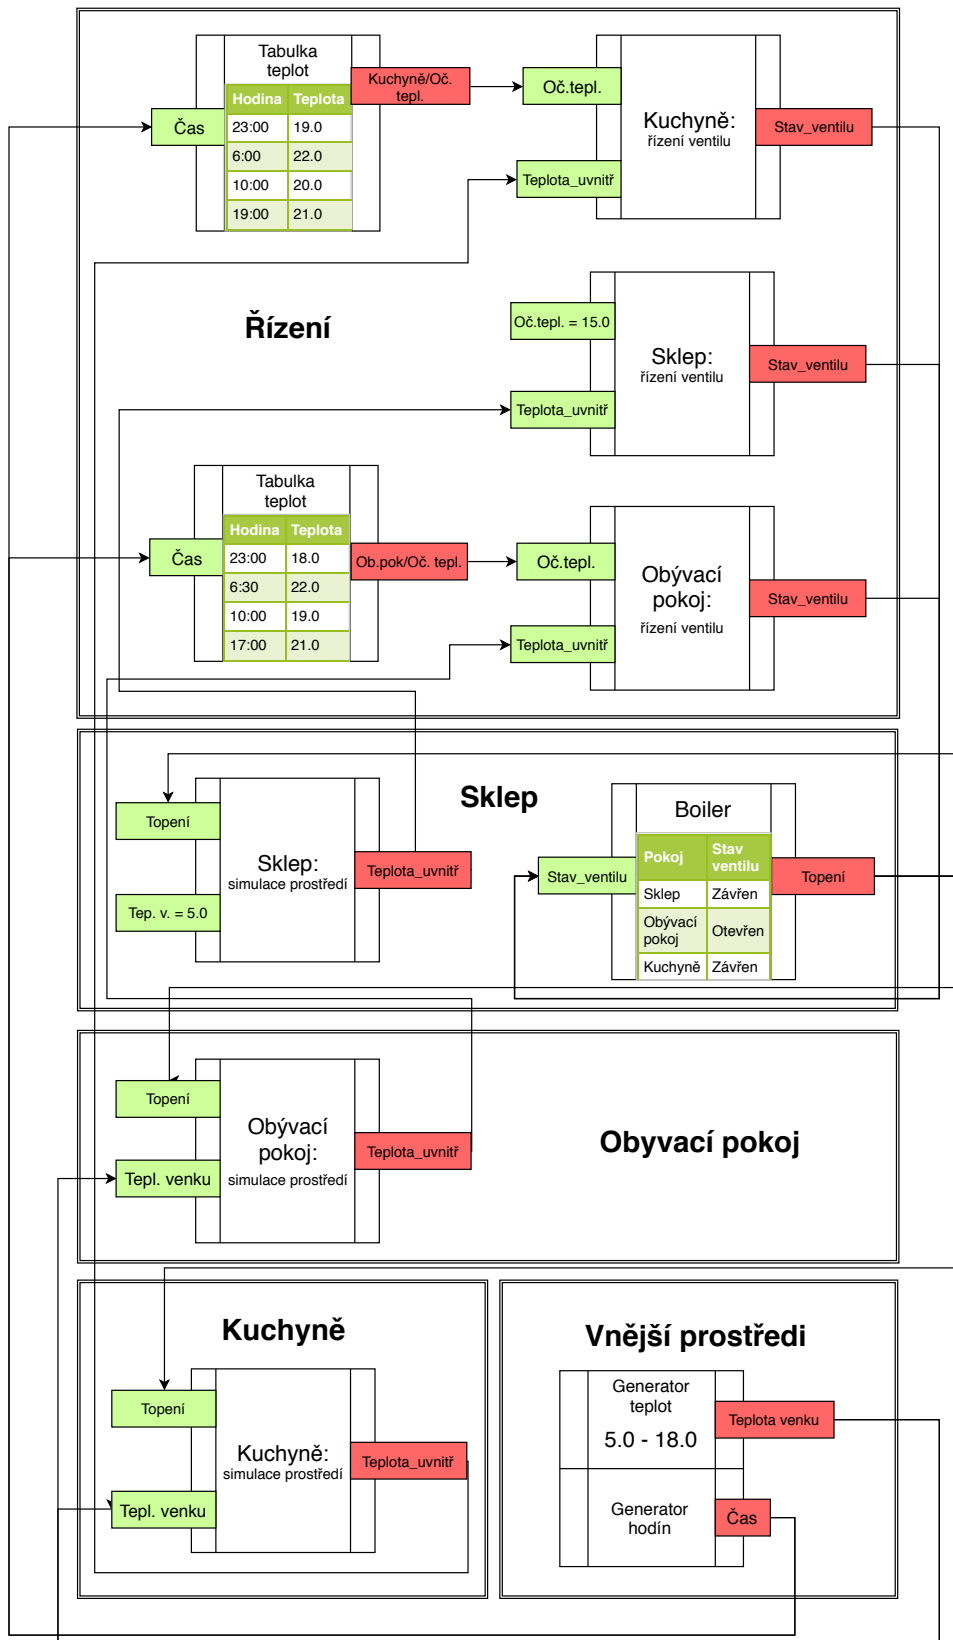 Tabulka
teplot
Hodina Teplota
23:00 19.0
6:00 22.0
10:00 20.0
19:00 21.0
Čas
Kuchyně/Oč.
tepl.
Oč.tepl.
Teplota_uvnitř
Kuchyně:
řízení ventilu
Stav_ventilu
Řízení
Oč.tepl. = 15.0
Teplota_uvnitř
Sklep:
řízení ventilu
Stav_ventilu
Tabulka
teplot
Hodina Teplota
23:00 18.0
6:30 22.0
10:00 19.0
17:00 21.0
Čas
Ob.pok/Oč. tepl.
Oč.tepl.
Teplota_uvnitř
Obývací
pokoj:
řízení ventilu
Stav_ventilu
Sklep
Topení
Tep. v. = 5.0
Sklep:
simulace prostředí
Teplota_uvnitř
Boiler
Stav_ventilu
Pokoj Stav
ventilu
Sklep Závřen
Obývací
pokoj Otevřen
Kuchyně Závřen
Topení
Topení
Tepl. venku
Obývací
pokoj:
simulace prostředí
Teplota_uvnitř
Obyvací pokoj
Kuchyně
Topení
Tepl. venku
Kuchyně:
simulace prostředí
Teplota_uvnitř
Vnější prostředi
Generator
teplot
5.0 - 18.0
Teplota venku
Generator
hodín
Čas